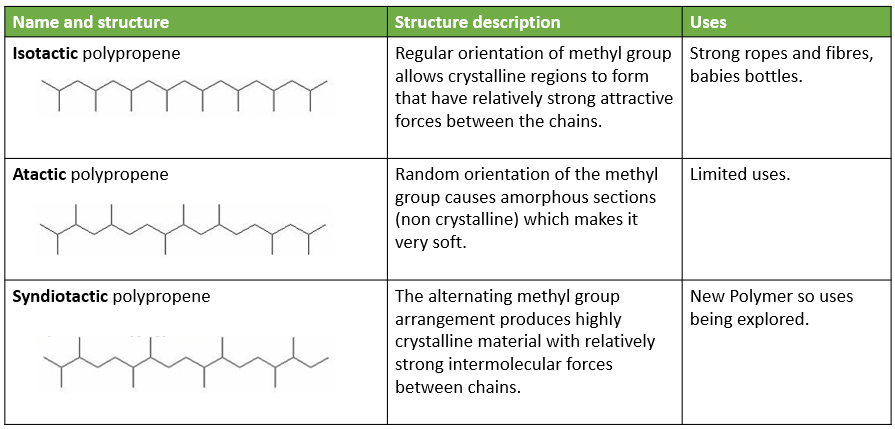 Name and structure
Structure description
Uses
Isotactic polypropene
Regular orientation of methyl group
allows crystalline regions to form
that have relatively strong attractive
forces between the chains.
Strong ropes and fibres,
babies bottles.
Atactic polypropene
Random orientation of the methyl
group causes amorphous sections
(non crystalline) which makes it
very soft.
Limited uses.
Syndiotactic polypropene
The alternating methyl group
arrangement produces highly
crystalline material with relatively
strong intermolecular forces
between chains.
New Polymer so uses
being explored.